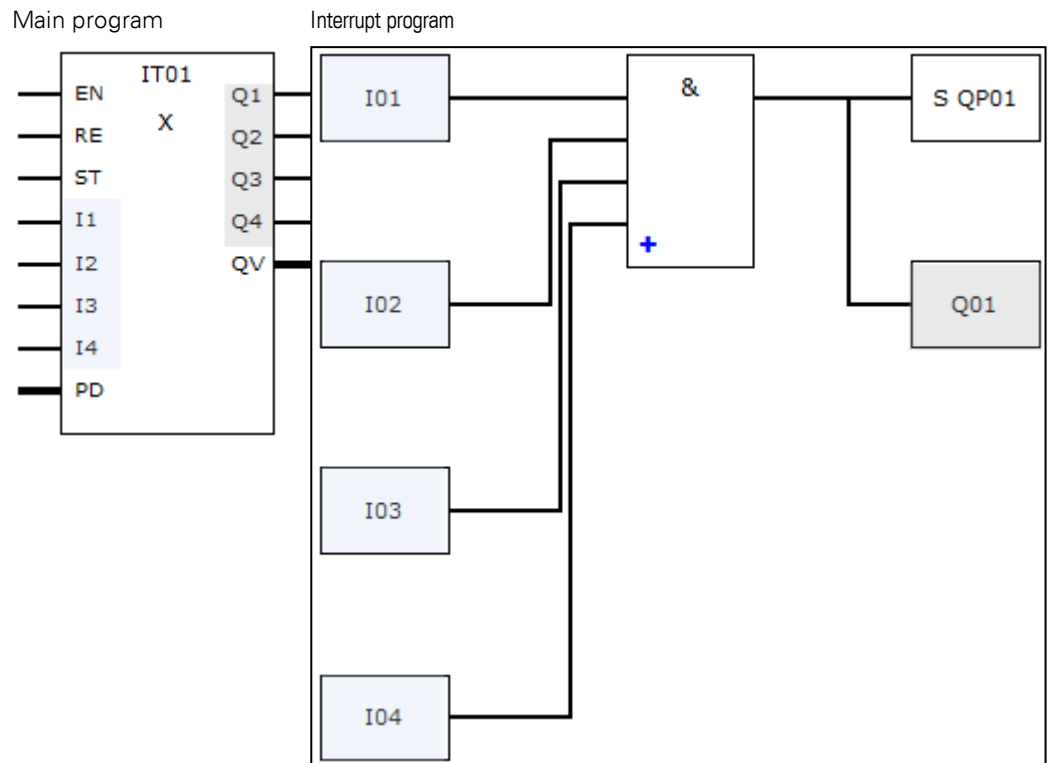 Main program
Interrupt program
IT01
X
EN
RE
ST
I1
I2
I3
I4
PD
Q1
Q2
Q3
Q4
QV
I01
I02
I03
I04
&
+
S QP01
Q01